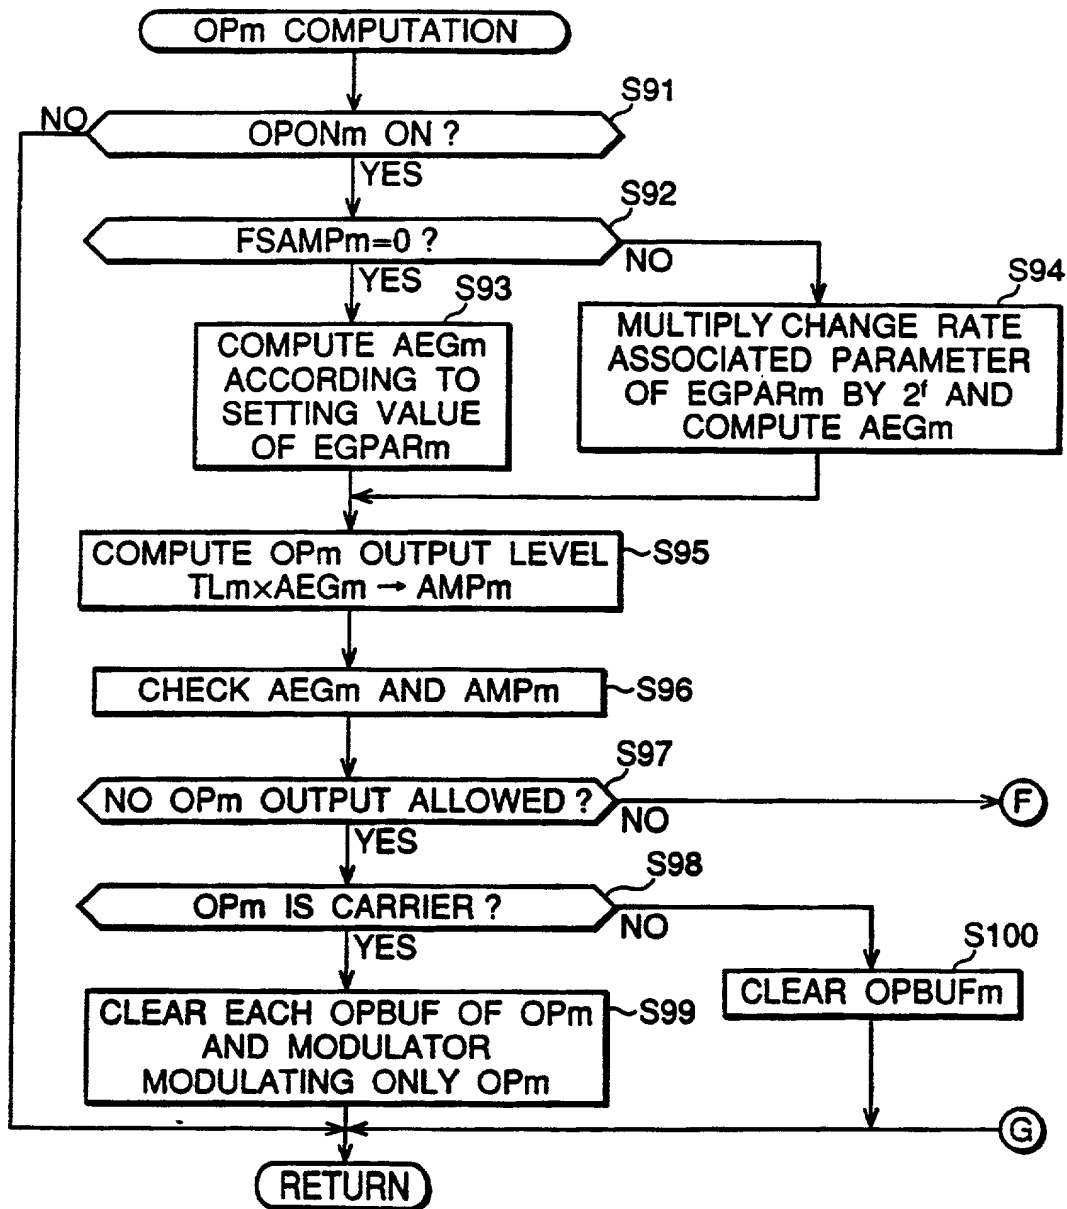 OPm COMPUTATION
S91
NO
OPONm ON ?
YES
S92
FSAMPm=0 ?
NO
YES
S93
COMPUTE AEGm
ACCORDING TO
SETTING VALUE
OF EGPARm
S94
MULTIPLY CHANGE RATE
ASSOCIATED PARAMETER
OF EGPARm BY 2^f AND
COMPUTE AEGm
COMPUTE OPm OUTPUT LEVEL
TLm×AEGm → AMPm
S95
CHECK AEGm AND AMPm
S96
S97
NO OPm OUTPUT ALLOWED ?
NO
F
YES
S98
OPm IS CARRIER ?
NO
YES
S100
CLEAR OPBUFm
CLEAR EACH OPBUF OF OPm
AND MODULATOR
MODULATING ONLY OPm
S99
G
RETURN